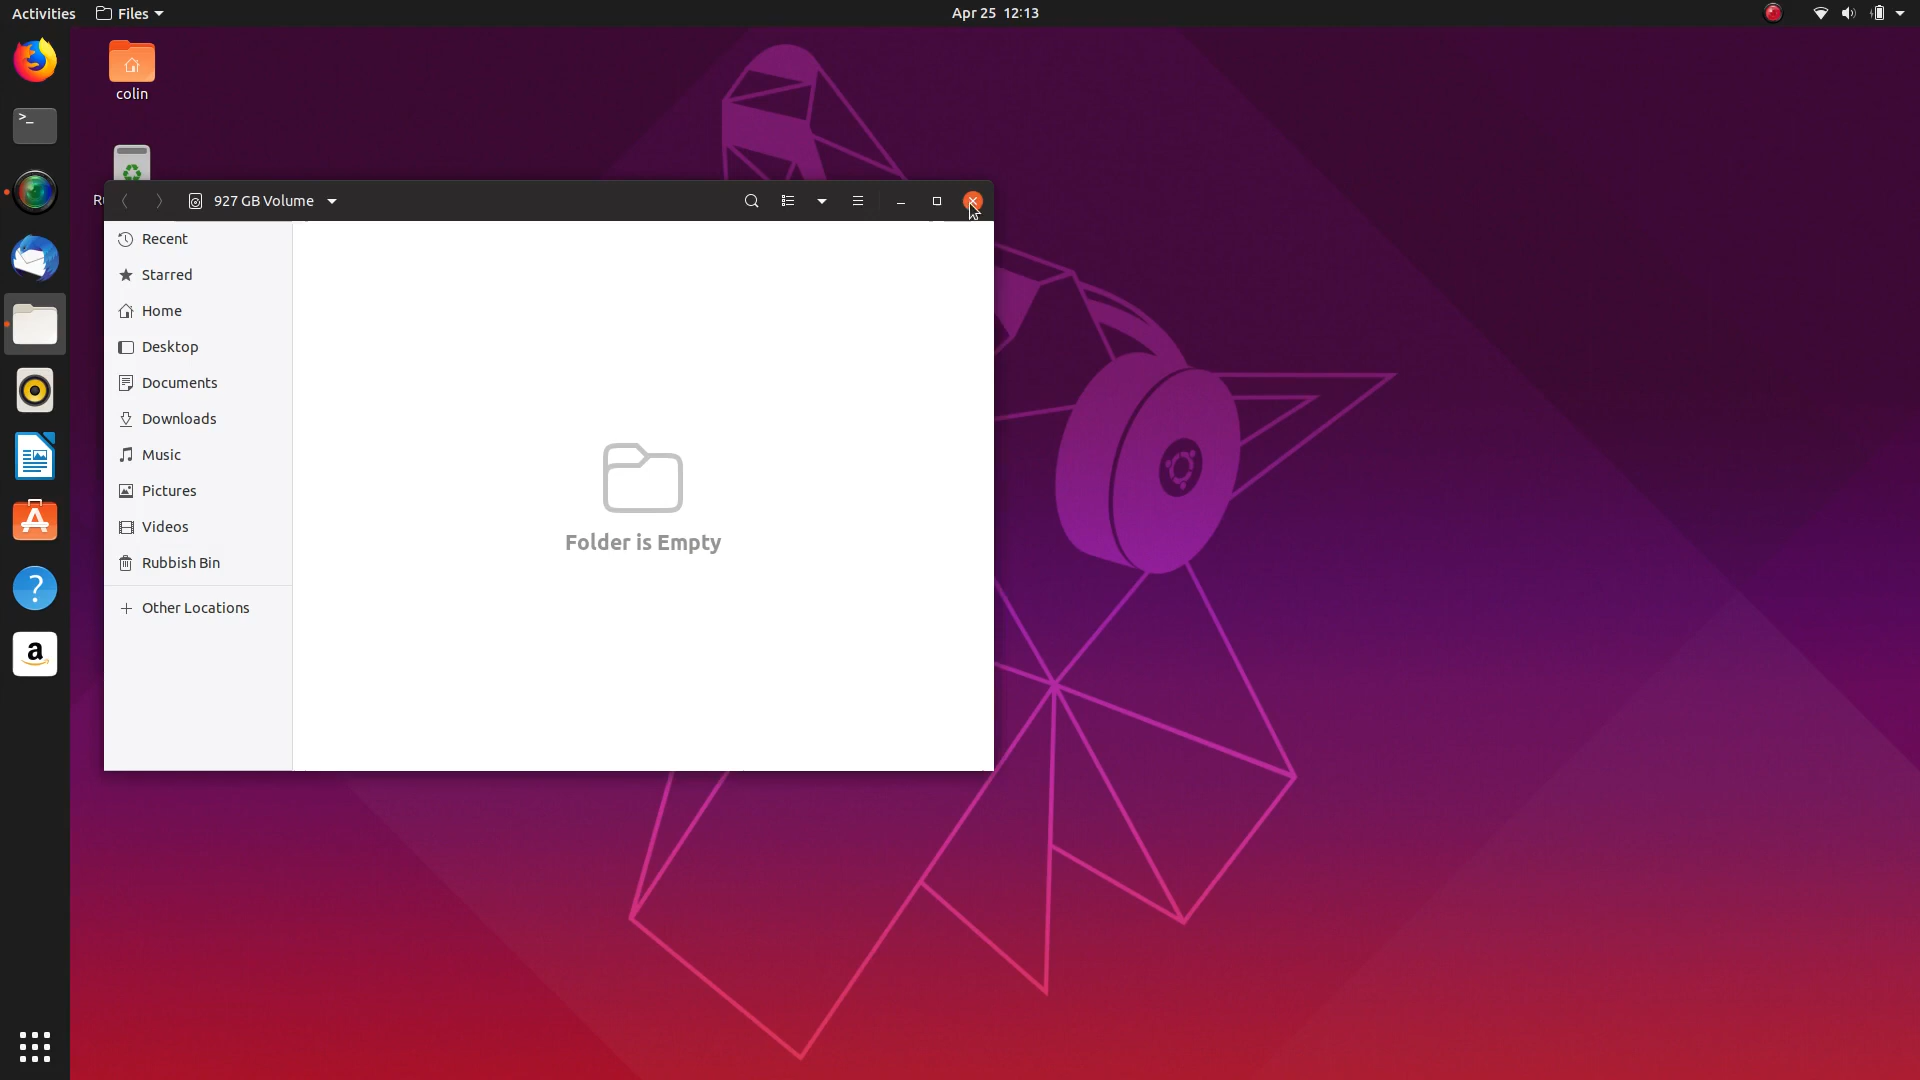 Activities
Files
Apr 25 12:13
colin
927 GB Volume
Recent
Starred
Home
Desktop
Documents
Downloads
Music
Pictures
Videos
Rubbish Bin
Other Locations
Folder is Empty
>_
?
a